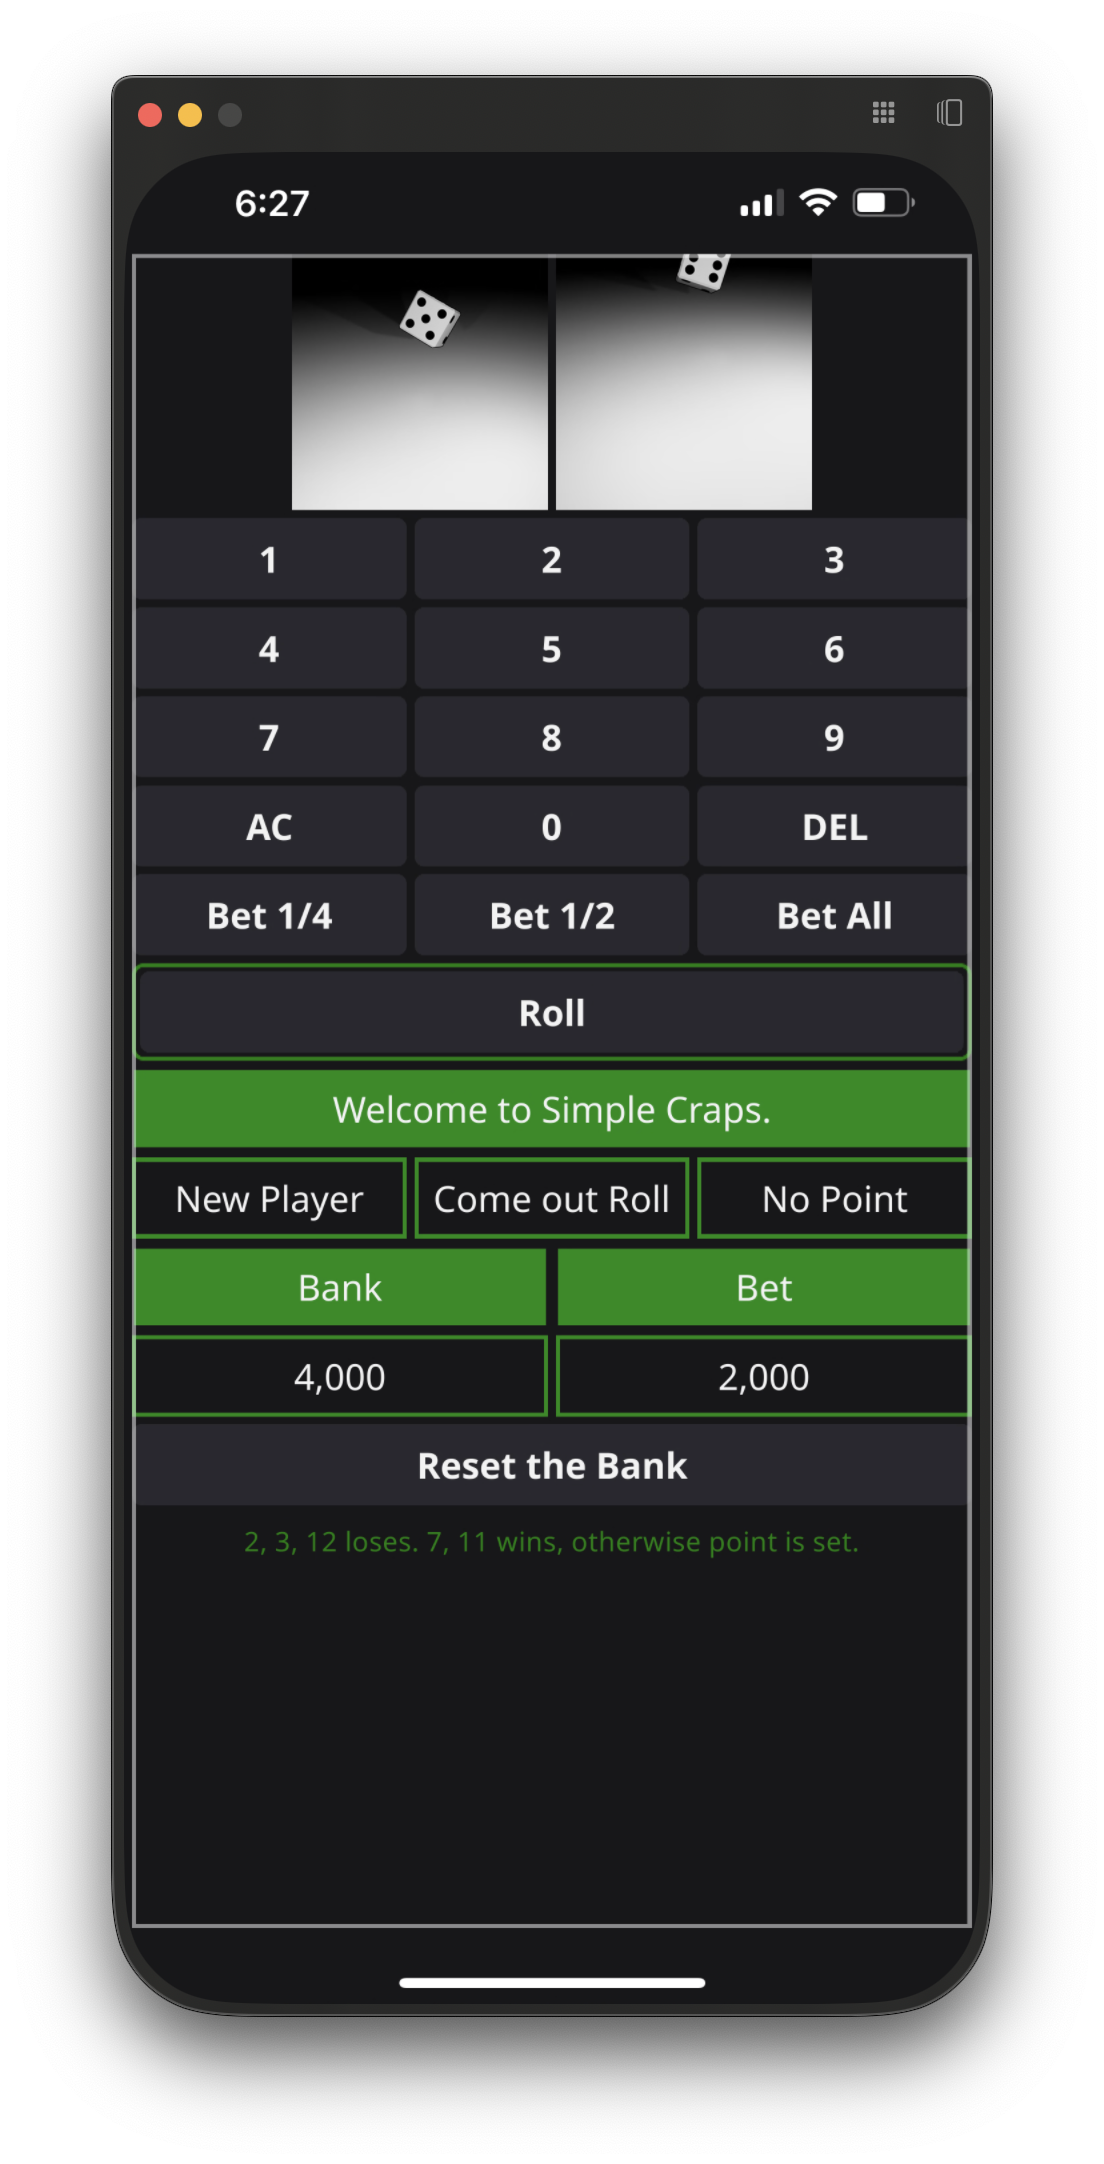 6:27
1 2 3
4 5 6
7 8 9
AC 0 DEL
Bet 1/4 Bet 1/2 Bet All
Roll
Welcome to Simple Craps.
New Player Come out Roll No Point
Bank Bet
4,000 2,000
Reset the Bank
2, 3, 12 loses. 7, 11 wins, otherwise point is set.